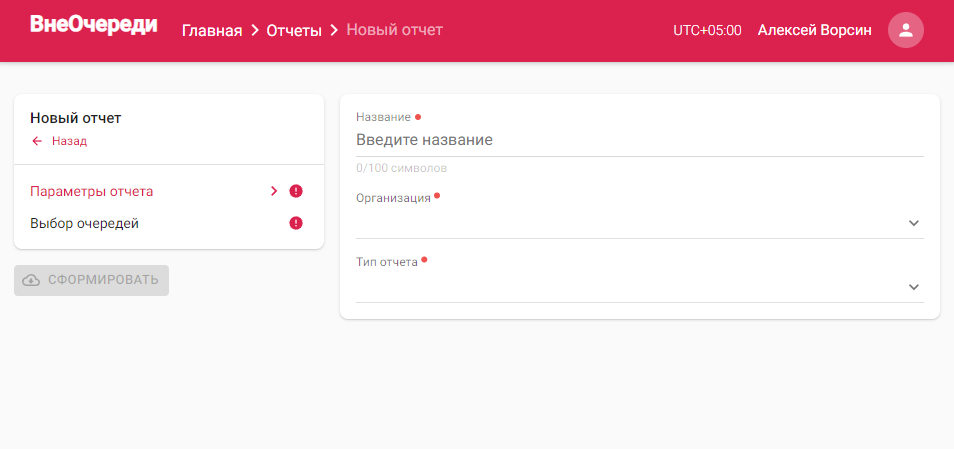 ВнеОчереди
Главная Отчеты Новый отчет
UTC+05:00 Алексей Ворсин
Новый отчет
Назад
Параметры отчета
Выбор очередей
СФОРМИРОВАТЬ
Название
Введите название
0/100 символов
Организация
Тип отчета